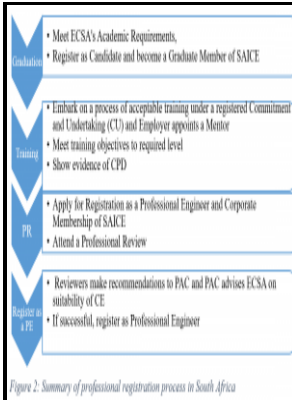 • Meet ECSA's Academic Requirements,
• Register as Candidate and become a Graduate Member of SAICE
Graduation
• Embark on a process of acceptable training under a registered Commitment
and Undertaking (CU) and Employer appoints a Mentor
• Meet training objectives to required level
• Show evidence of CPD
Training
• Apply for Registration as a Professional Engineer and Corporate
Membership of SAICE
• Attend a Professional Review
PR
• Reviewers make recommendations to PAC and PAC advises ECSA on
suitability of CE
• If successful, register as Professional Engineer
Register as
a PE
Figure 2: Summary of professional registration process in South Africa